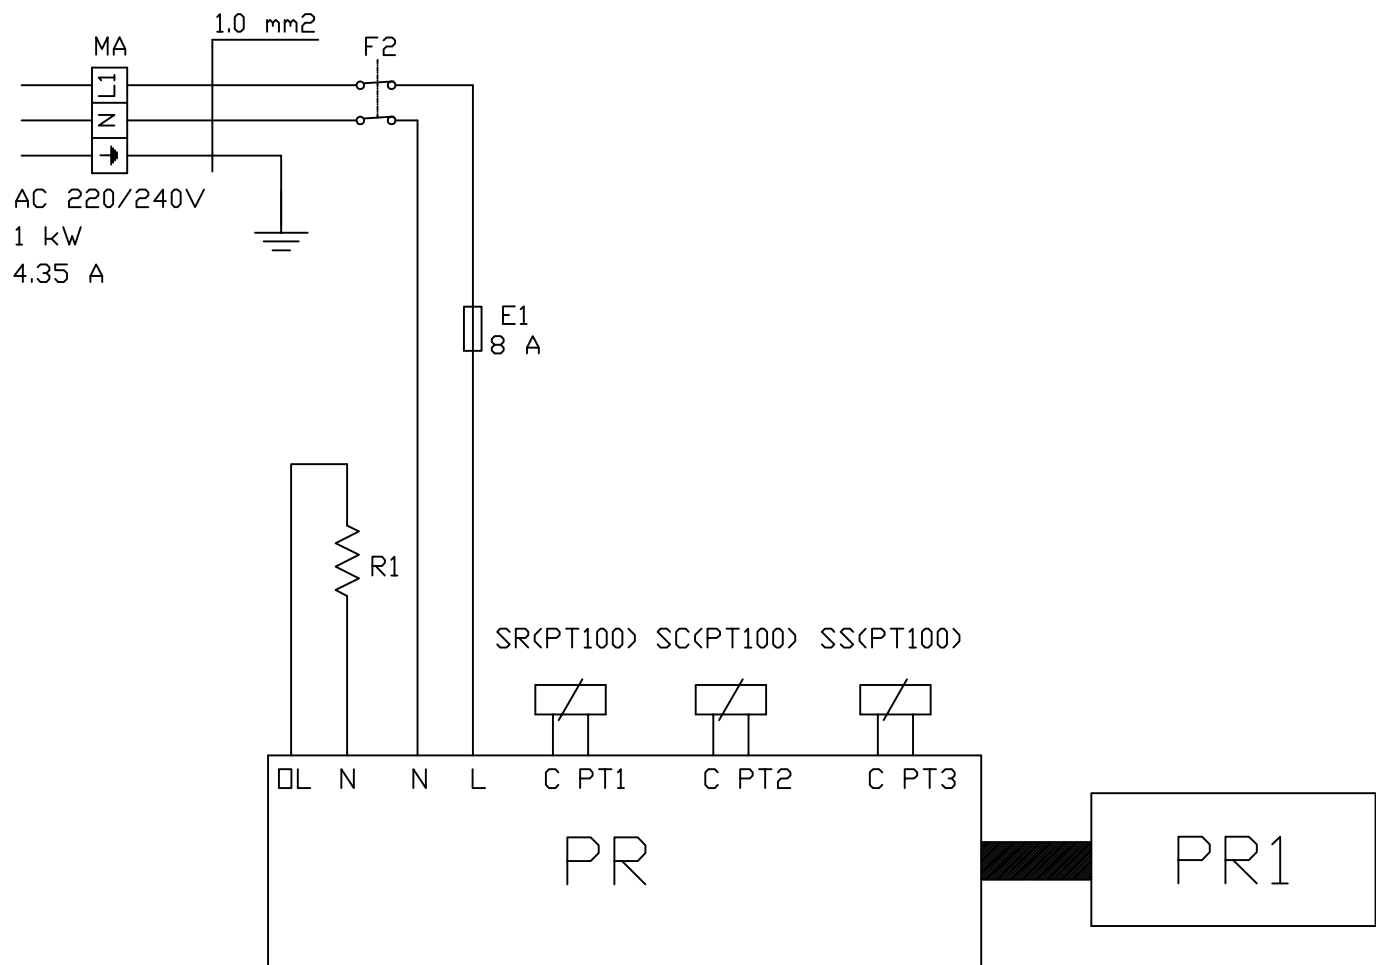 1.0 mm2
MA
F2
L1
N
AC 220/240V
1 kW
4.35 A
E1
8 A
R1
SR(PT100) SC(PT100) SS(PT100)
OL N N L C PT1 C PT2 C PT3
PR
PR1